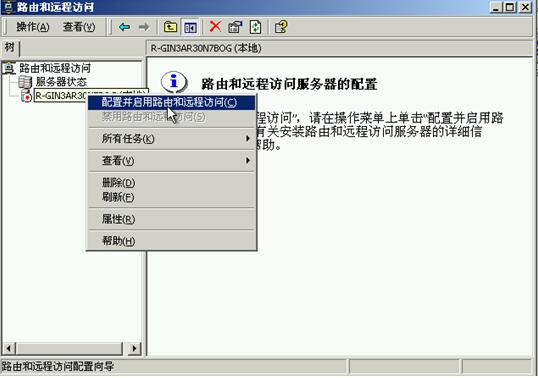 路由和远程访问
操作(A) 查看(V)
树
R-GIN3AR30N7BOG (本地)
路由和远程访问
服务器状态
R-GIN3AR30N7BOG (本地)
路由和远程访问服务器的配置
配置并启用路由和远程访问(C)
禁用路由和远程访问(S)
所有任务(K)
查看(V)
删除(D)
刷新(F)
属性(R)
帮助(H)
程访问”，请在操作菜单上单击“配置并启用路
有关安装路由和远程访问服务器的详细信
帮助。
路由和远程访问配置向导